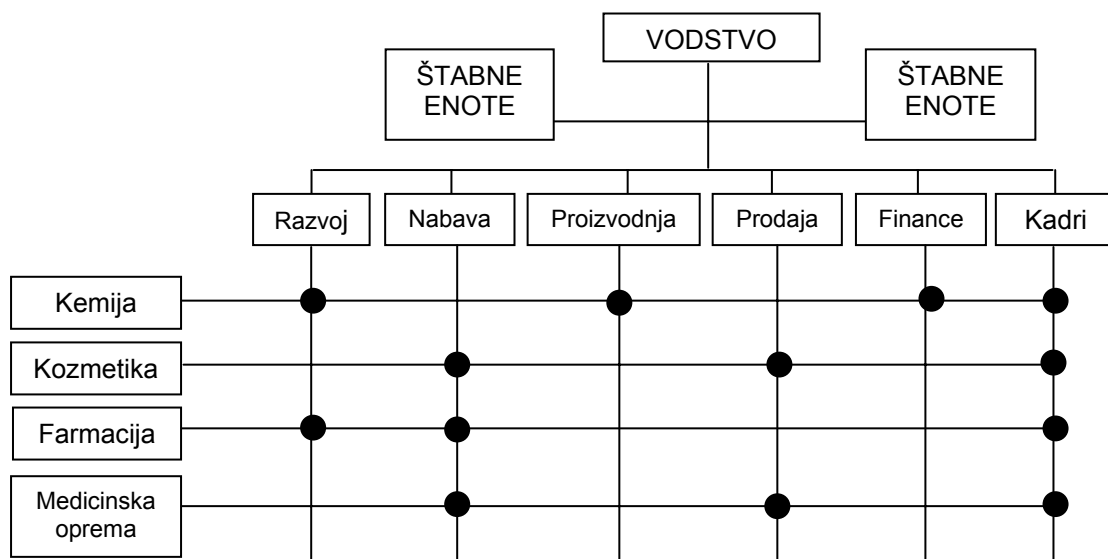 VODSTVO
ŠTABNE
ENOTE
ŠTABNE
ENOTE
Razvoj
Nabava
Proizvodnja
Prodaja
Finance
Kadri
Kemija
Kozmetika
Farmacija
Medicinska
oprema